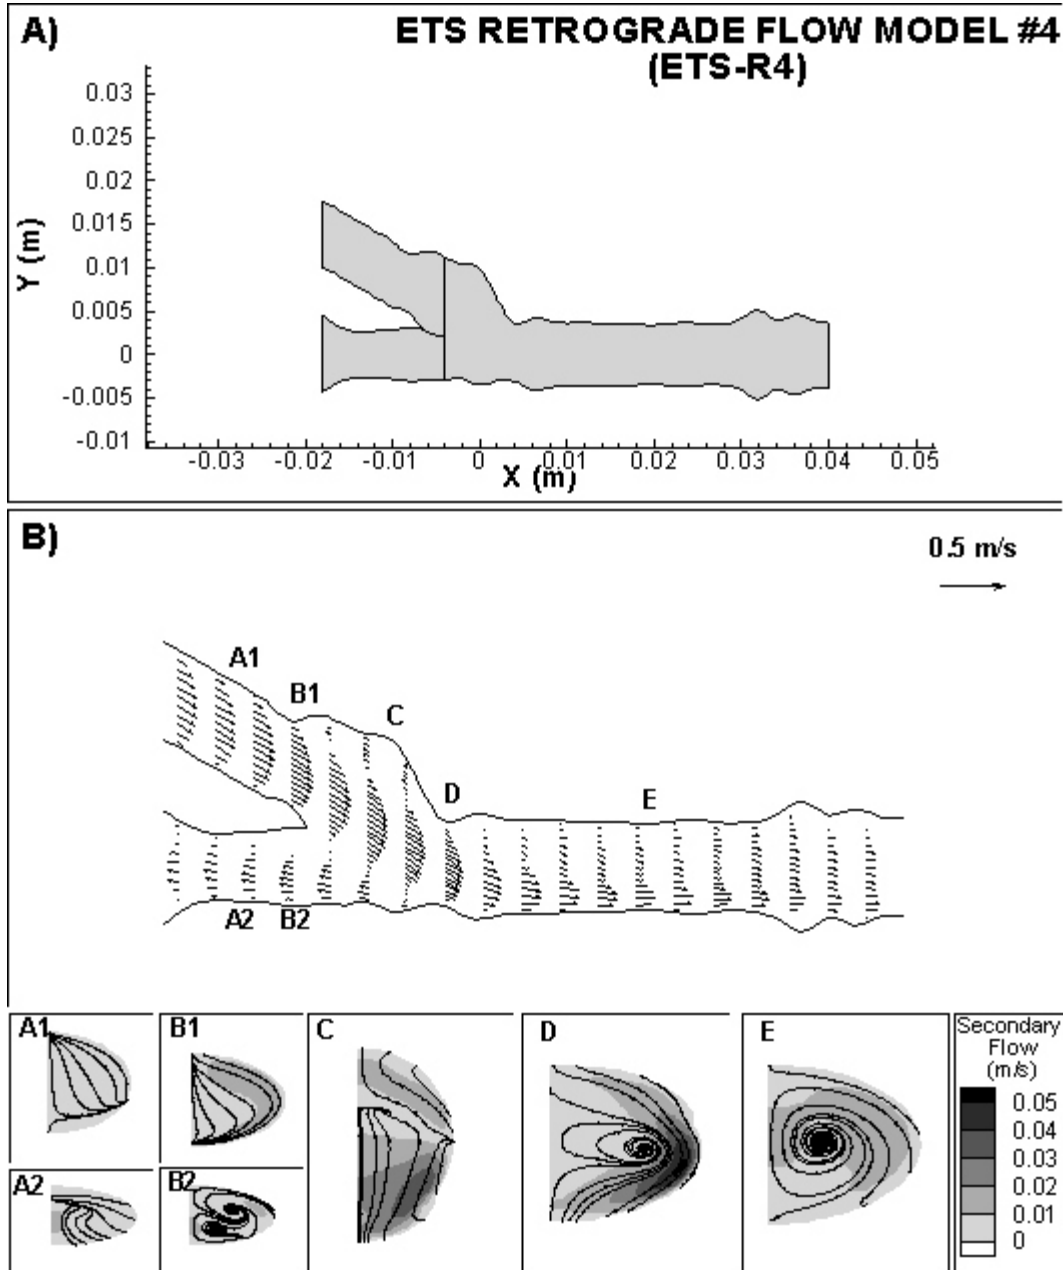 A)
ETS RETROGRADE FLOW MODEL #4
(ETS-R4)
0.03
0.025
0.02
0.015
0.01
0.005
0
-0.005
-0.01
Y (m)
-0.03 -0.02 -0.01 0 0.01 0.02 0.03 0.04 0.05
X (m)
B)
0.5 m/s
A1
B1
C
D
E
A2 B2
A1
B1
C
D
E
A2
B2
Secondary
Flow
(m/s)
0.05
0.04
0.03
0.02
0.01
0